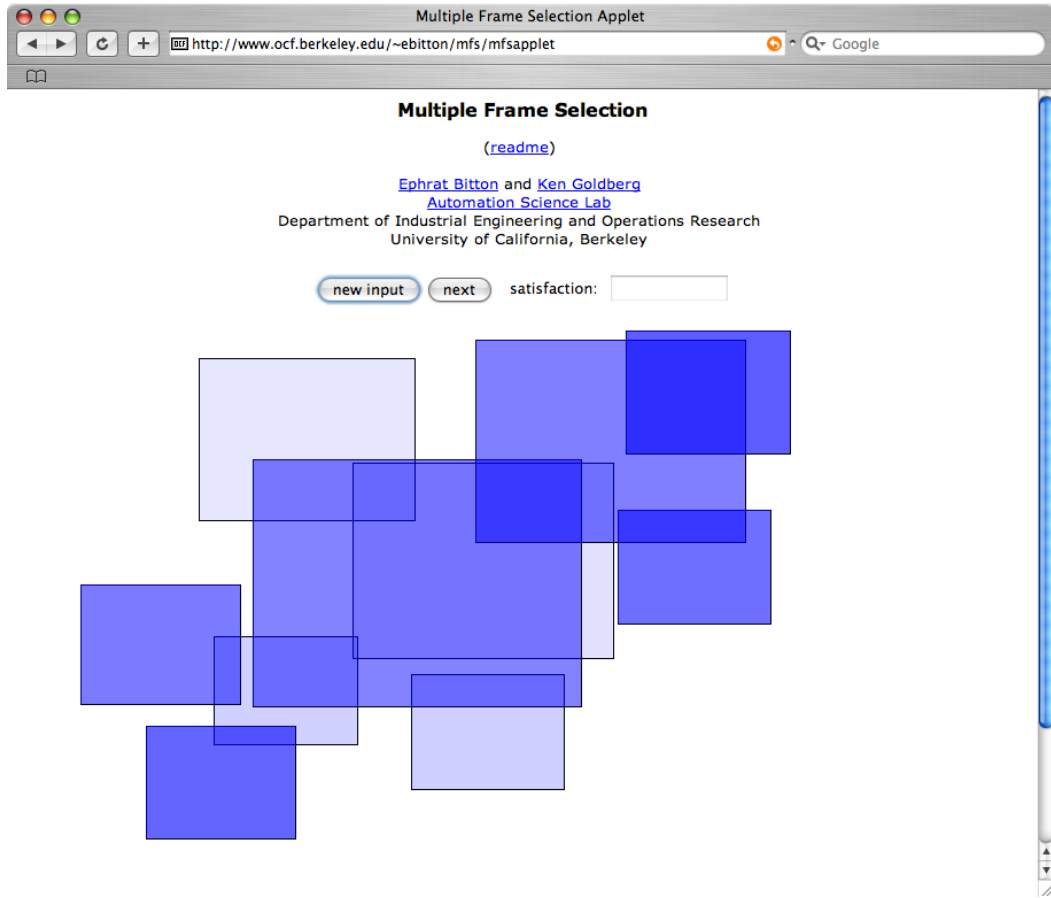 Multiple Frame Selection Applet
OCF http://www.ocf.berkeley.edu/~ebitton/mfs/mfsapplet
Google
Multiple Frame Selection
(readme)
Ephrat Bitton and Ken Goldberg
Automation Science Lab
Department of Industrial Engineering and Operations Research
University of California, Berkeley
new input next satisfaction: